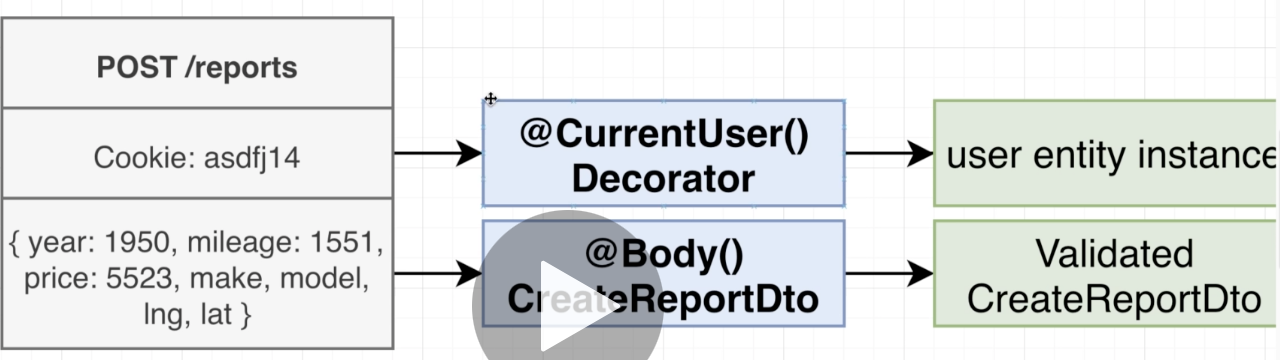 POST /reports
Cookie: asdfj14
{ year: 1950, mileage: 1551,
price: 5523, make, model,
lng, lat }
@CurrentUser()
Decorator
@Body()
CreateReportDto
user entity instance
Validated
CreateReportDto